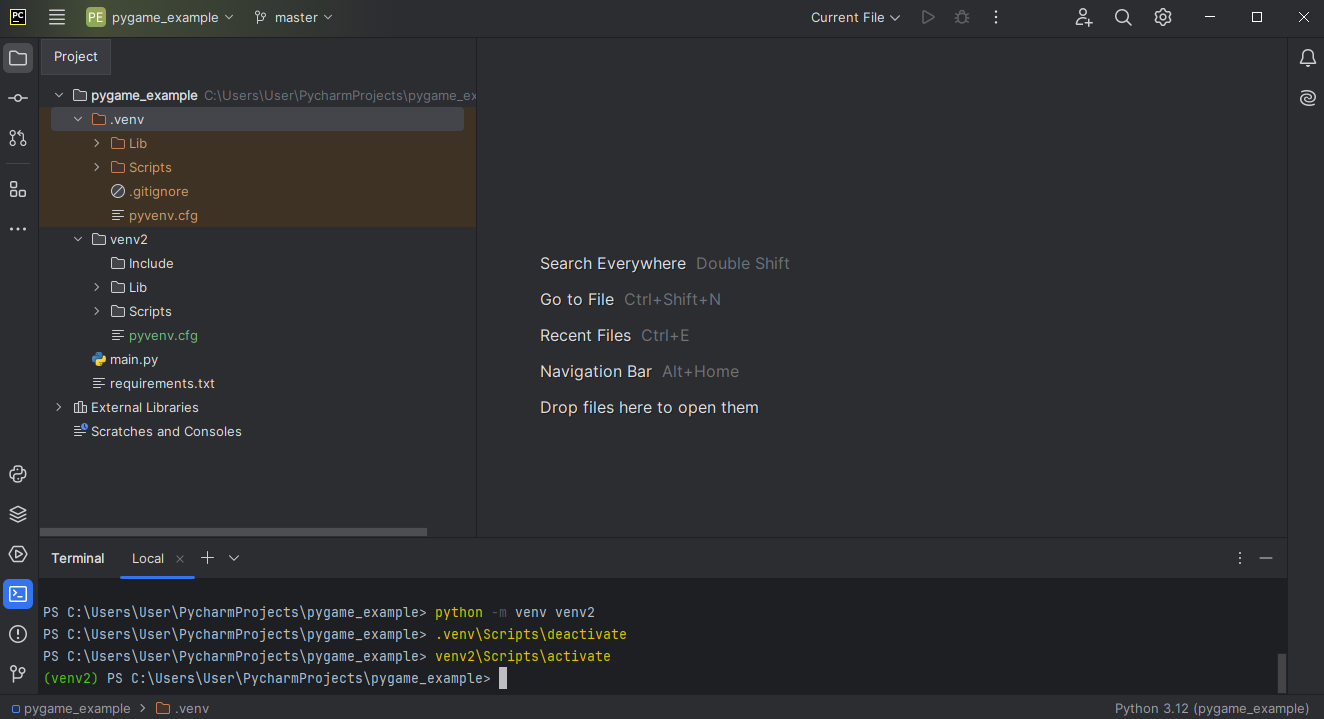 PC PE pygame_example master Current File
Project
pygame_example C:\Users\User\PycharmProjects\pygame_ex
.venv
Lib
Scripts
.gitignore
pyvenv.cfg
venv2
Include
Lib
Scripts
pyvenv.cfg
main.py
requirements.txt
External Libraries
Scratches and Consoles
Search Everywhere Double Shift
Go to File Ctrl+Shift+N
Recent Files Ctrl+E
Navigation Bar Alt+Home
Drop files here to open them
Terminal Local
PS C:\Users\User\PycharmProjects\pygame_example> python -m venv venv2
PS C:\Users\User\PycharmProjects\pygame_example> .venv\Scripts\deactivate
PS C:\Users\User\PycharmProjects\pygame_example> venv2\Scripts\activate
(venv2) PS C:\Users\User\PycharmProjects\pygame_example>
pygame_example > .venv Python 3.12 (pygame_example)